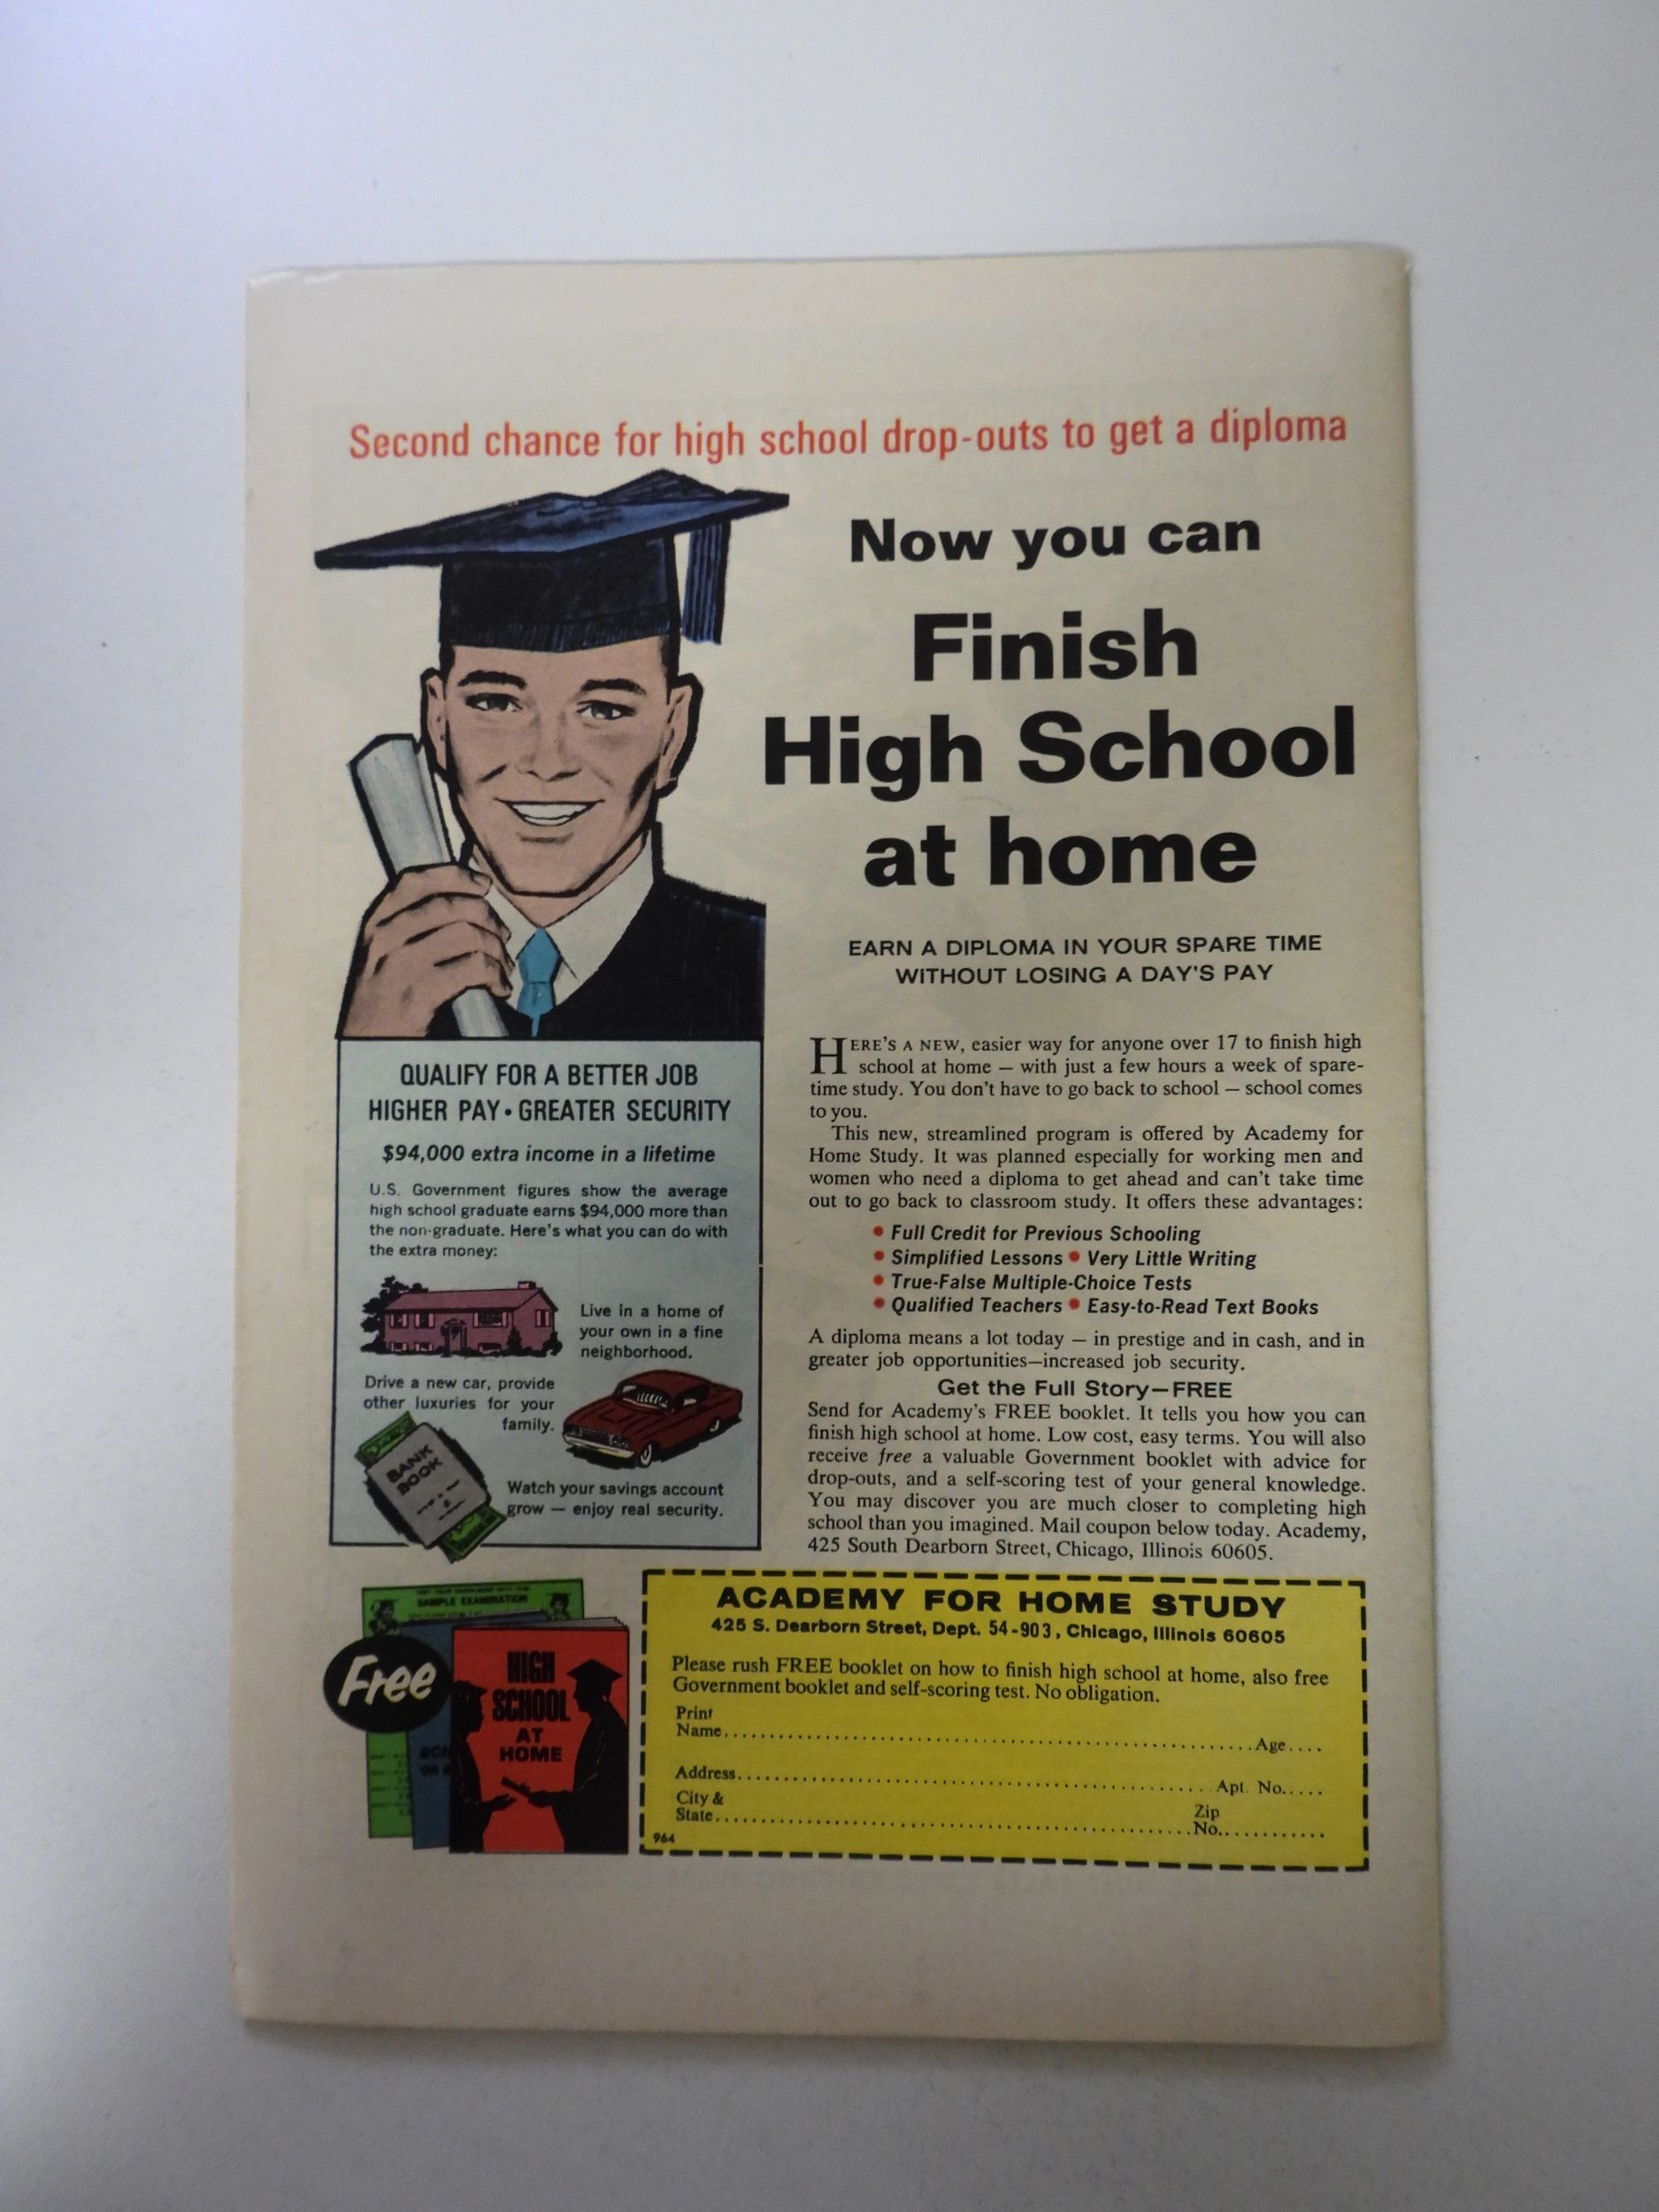 Second chance for high school drop-outs to get a diploma
Now you can
Finish
High School
at home
EARN A DIPLOMA IN YOUR SPARE TIME
WITHOUT LOSING A DAY'S PAY
HERE'S A NEW, easier way for anyone over 17 to finish high
school at home — with just a few hours a week of spare-
time study. You don't have to go back to school — school comes
to you.
This new, streamlined program is offered by Academy for
Home Study. It was planned especially for working men and
women who need a diploma to get ahead and can't take time
out to go back to classroom study. It offers these advantages:
• Full Credit for Previous Schooling
• Simplified Lessons • Very Little Writing
• True-False Multiple-Choice Tests
• Qualified Teachers • Easy-to-Read Text Books
A diploma means a lot today — in prestige and in cash, and in
greater job opportunities—increased job security.
Get the Full Story—FREE
Send for Academy's FREE booklet. It tells you how you can
finish high school at home. Low cost, easy terms. You will also
receive free a valuable Government booklet with advice for
drop-outs, and a self-scoring test of your general knowledge.
You may discover you are much closer to completing high
school than you imagined. Mail coupon below today. Academy,
425 South Dearborn Street, Chicago, Illinois 60605.
QUALIFY FOR A BETTER JOB
HIGHER PAY • GREATER SECURITY
$94,000 extra income in a lifetime
U.S. Government figures show the average
high school graduate earns $94,000 more than
the non-graduate. Here's what you can do with
the extra money:
Live in a home of
your own in a fine
neighborhood.
Drive a new car, provide
other luxuries for your
family.
BANK
BOOK
Watch your savings account
grow — enjoy real security.
SAMPLE EXAMINATION
Free
HIGH
SCHOOL
AT
HOME
ACADEMY FOR HOME STUDY
425 S. Dearborn Street, Dept. 54-903, Chicago, Illinois 60605
Please rush FREE booklet on how to finish high school at home, also free
Government booklet and self-scoring test. No obligation.
Print
Name.......... Age....
Address.......... Apt. No.....
City &
State.......... Zip
No............
964